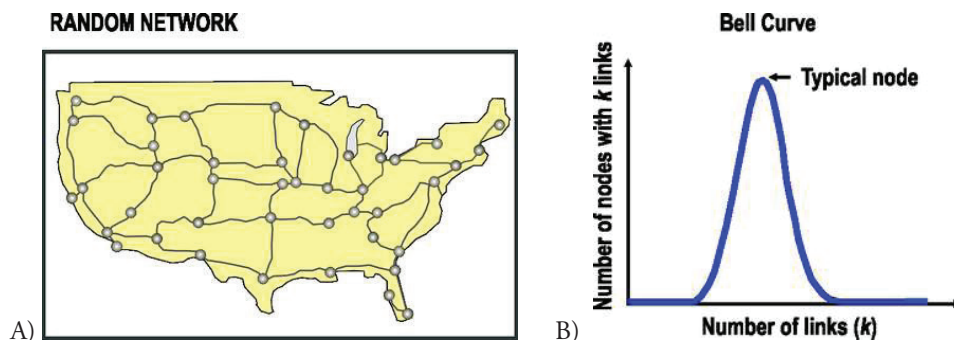 RANDOM NETWORK
A)
Bell Curve
Number of nodes with k links
Typical node
Number of links (k)
B)